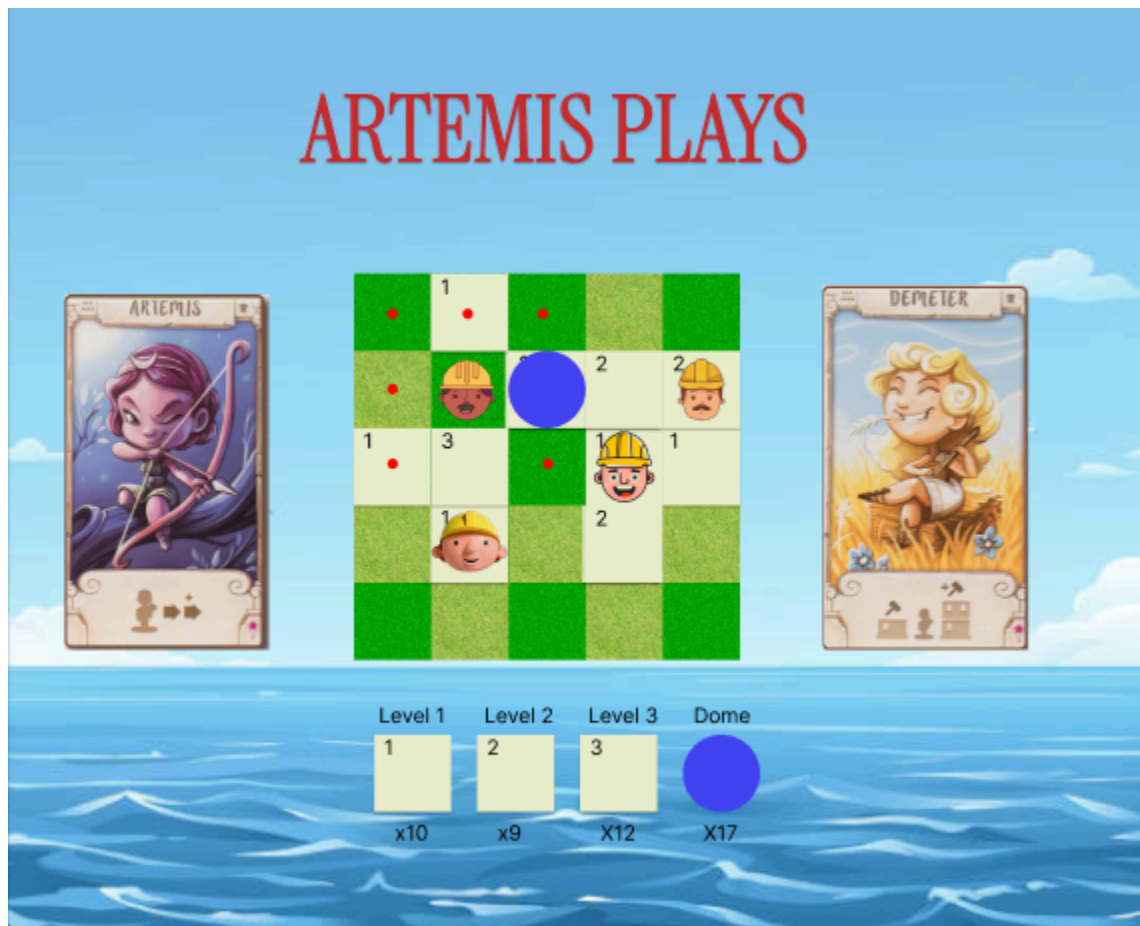 ARTEMIS PLAYS
ARTEMIS
DEMETER
1
2
2
1
3
1
1
1
2
Level 1
Level 2
Level 3
Dome
1
2
3
x10
x9
X12
X17